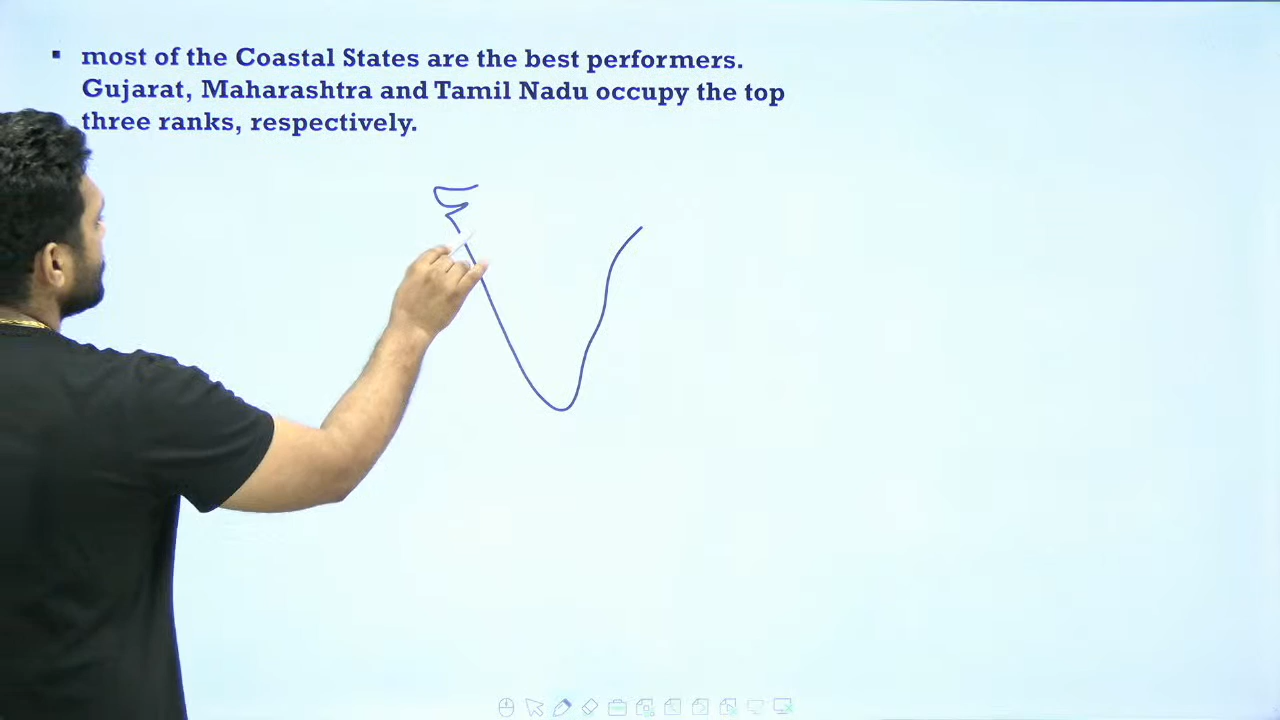 ▪ most of the Coastal States are the best performers.
Gujarat, Maharashtra and Tamil Nadu occupy the top
three ranks, respectively.